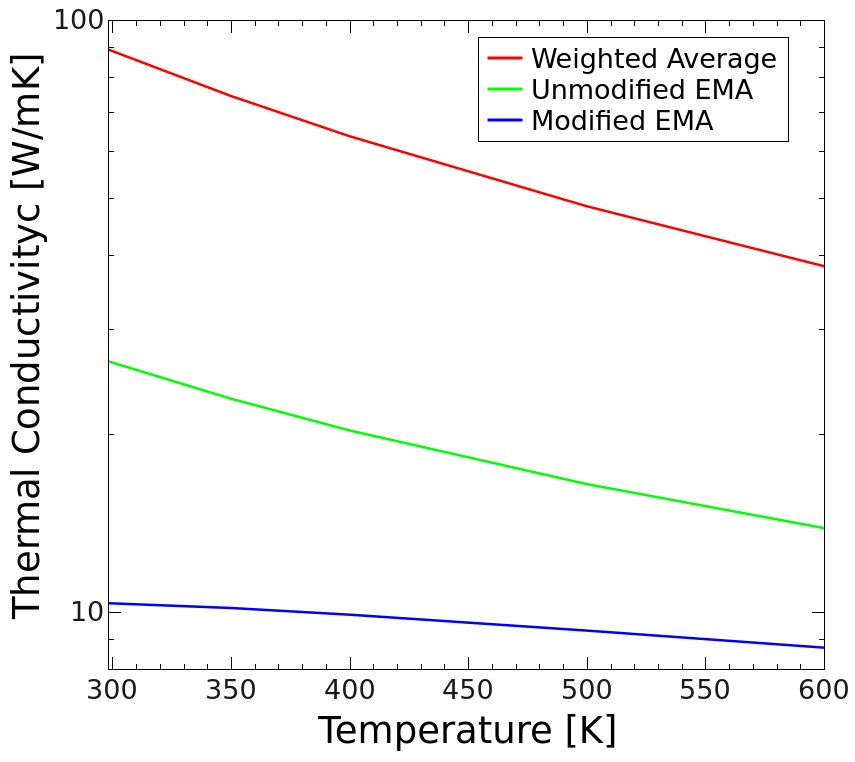 100
10
Thermal Conductivityc [W/mK]
Weighted Average
Unmodified EMA
Modified EMA
300 350 400 450 500 550 600
Temperature [K]